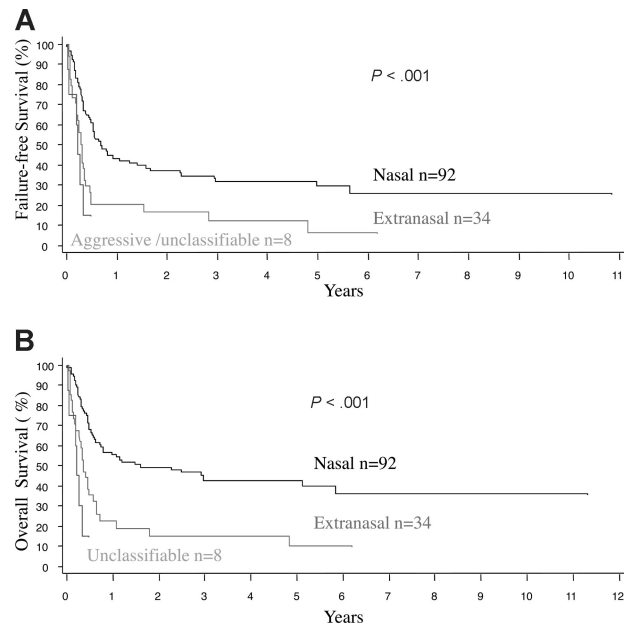 A
Failure-free Survival (%)
100
90
80
70
60
50
40
30
20
10
0
P < .001
Nasal n=92
Extranasal n=34
Aggressive /unclassifiable n=8
0 1 2 3 4 5 6 7 8 9 10 11
Years
B
Overall Survival ( %)
100
90
80
70
60
50
40
30
20
10
0
P < .001
Nasal n=92
Extranasal n=34
Unclassifiable n=8
0 1 2 3 4 5 6 7 8 9 10 11 12
Years